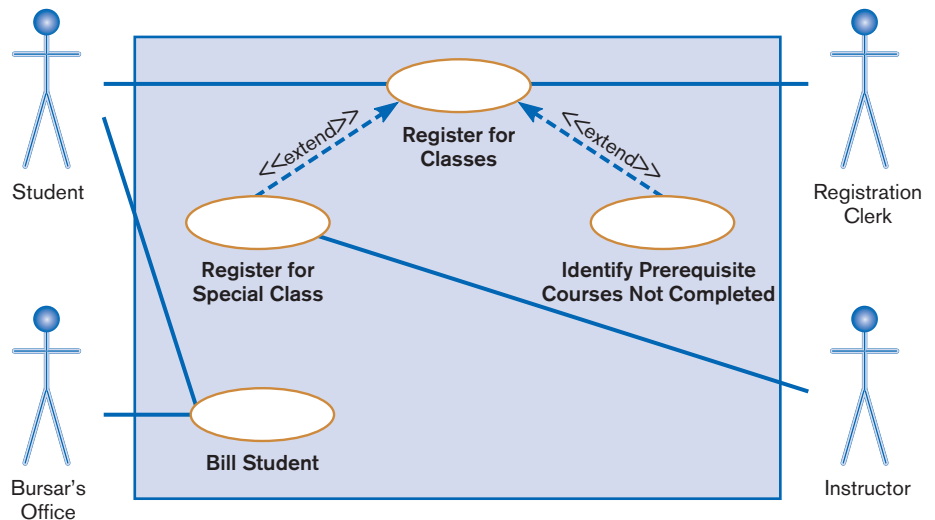 Student
Register for
Classes
Registration
Clerk
<<extend>>
<<extend>>
Register for
Special Class
Identify Prerequisite
Courses Not Completed
Bill Student
Bursar's
Office
Instructor